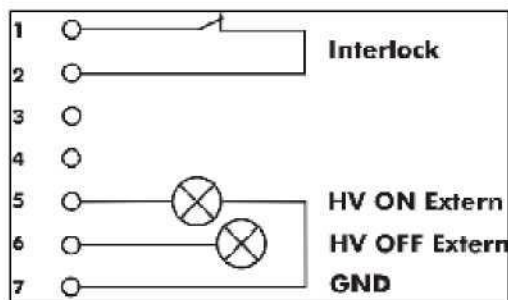 1
Interlock
2
3
4
5 HV ON Extern
6 HV OFF Extern
7 GND